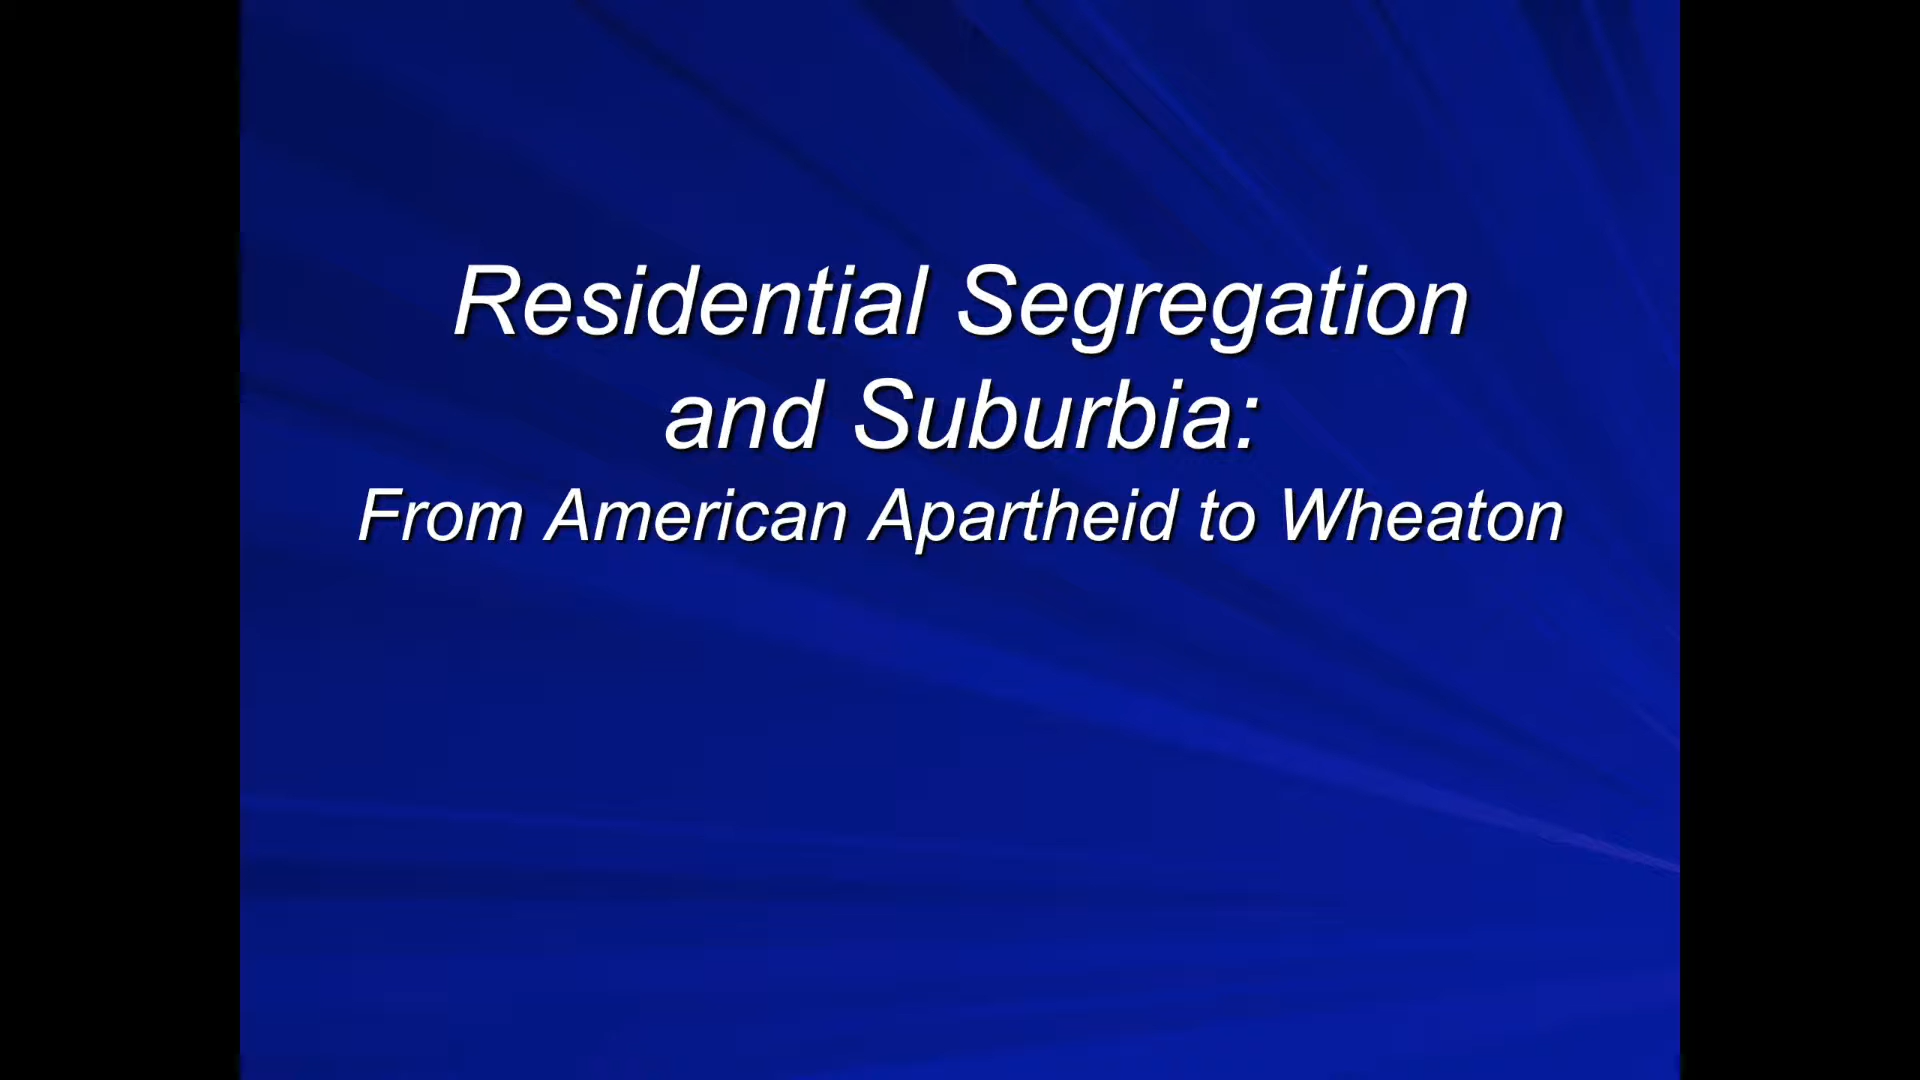 Residential Segregation
and Suburbia:
From American Apartheid to Wheaton